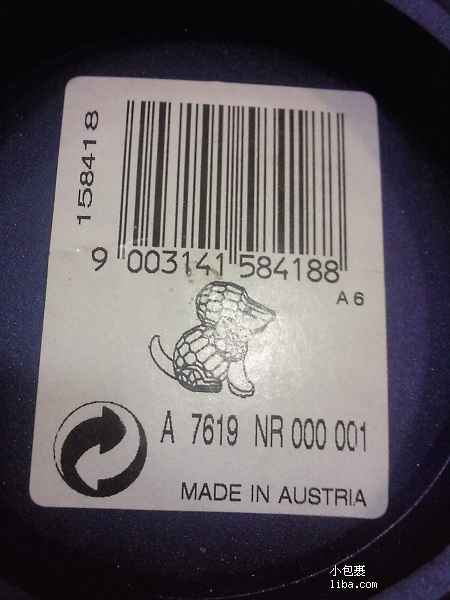 158418
9 003141 584188
A 6
A 7619 NR 000 001
MADE IN AUSTRIA
小包裹
liba.com